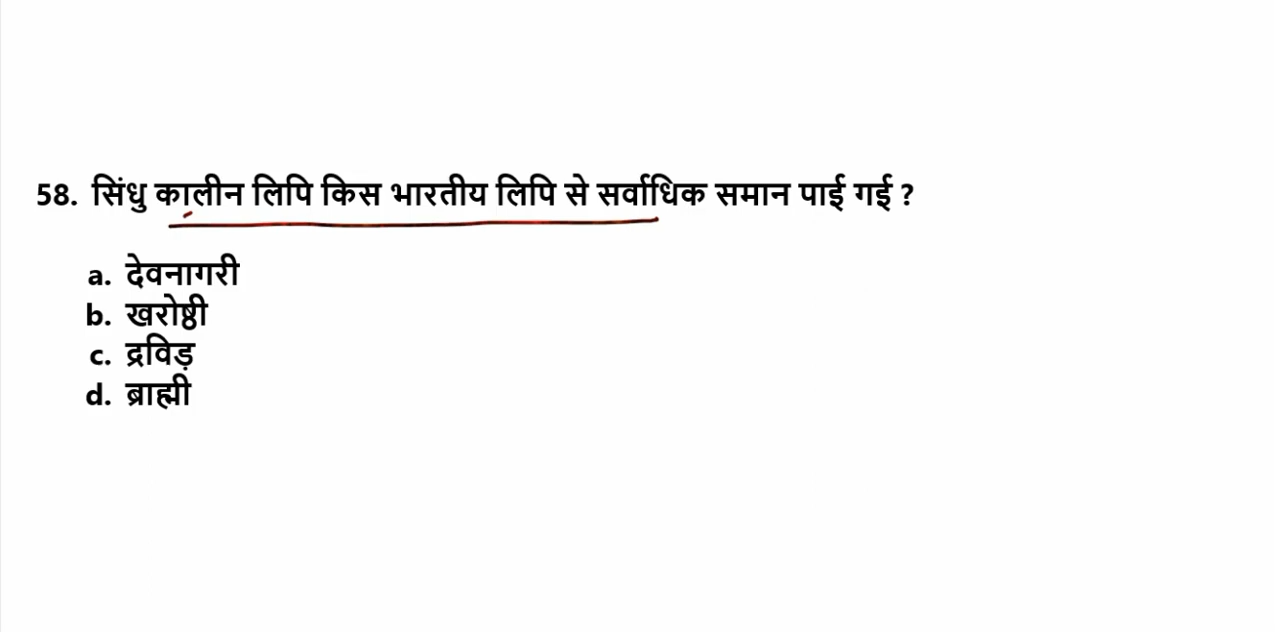 58. सिंधु कालीन लिपि किस भारतीय लिपि से सर्वाधिक समान पाई गई ?
a. देवनागरी
b. खरोष्ठी
c. द्रविड़
d. ब्राह्मी